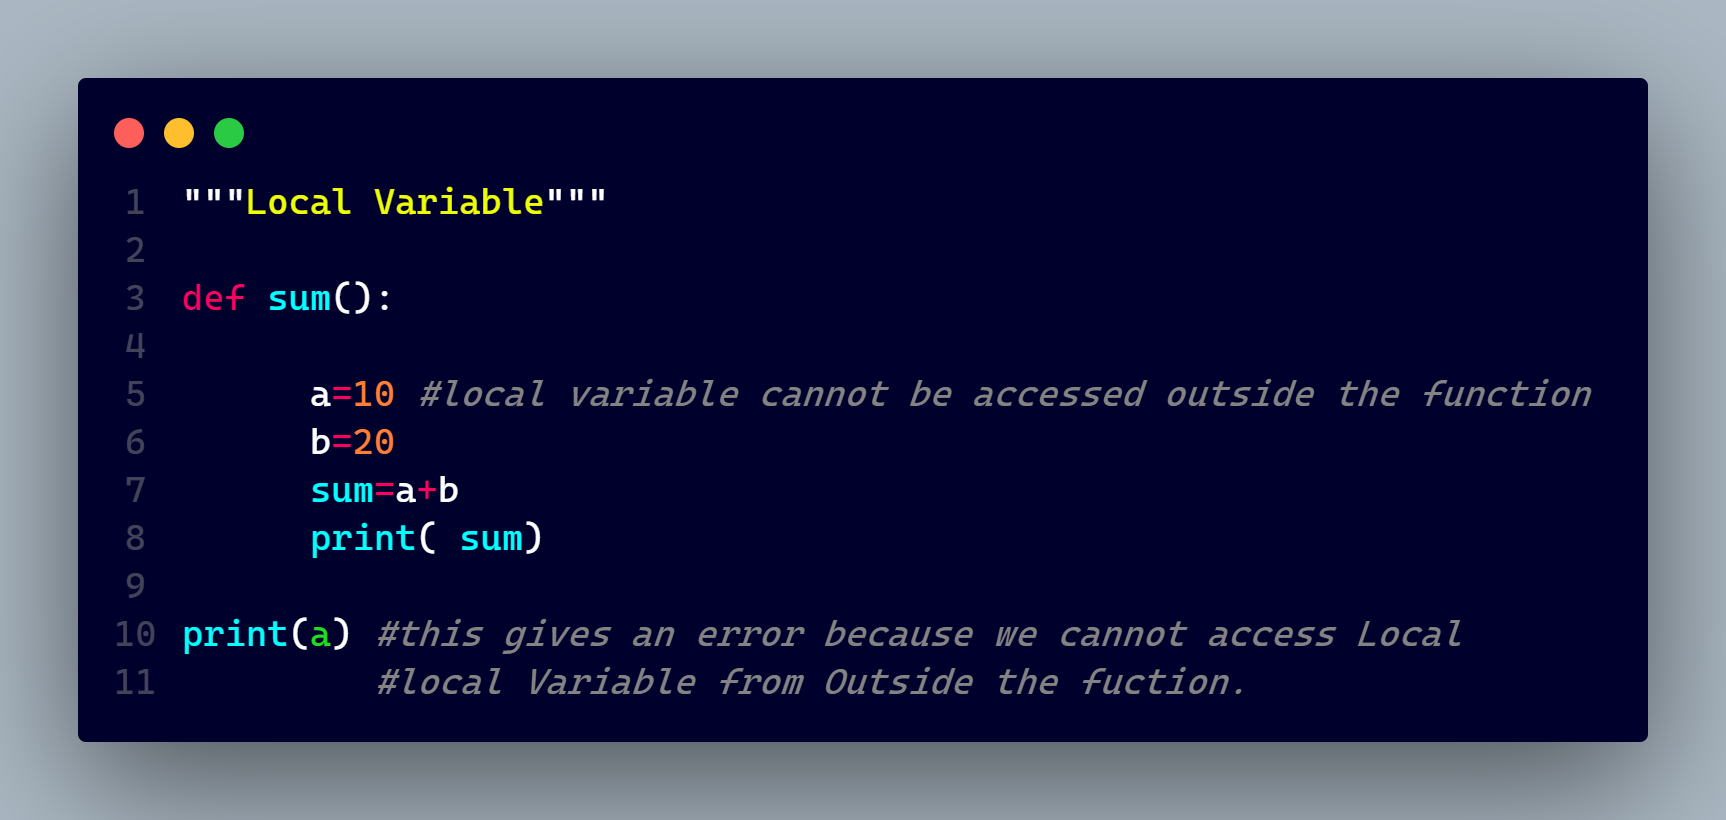 1 """Local Variable"""
2
3 def sum():
4
5 a=10 #local variable cannot be accessed outside the function
6 b=20
7 sum=a+b
8 print( sum)
9
10 print(a) #this gives an error because we cannot access Local
11 #local Variable from Outside the fuction.